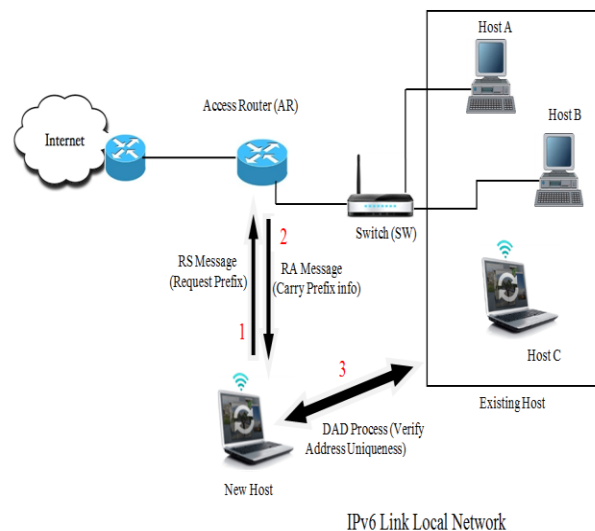 Host A
Access Router (AR)
Internet
Host B
Switch (SW)
RS Message
(Request Prefix)
2
RA Message
(Carry Prefix info)
1
Host C
3
Existing Host
DAD Process (Verify
Address Uniqueness)
New Host
IPv6 Link Local Network